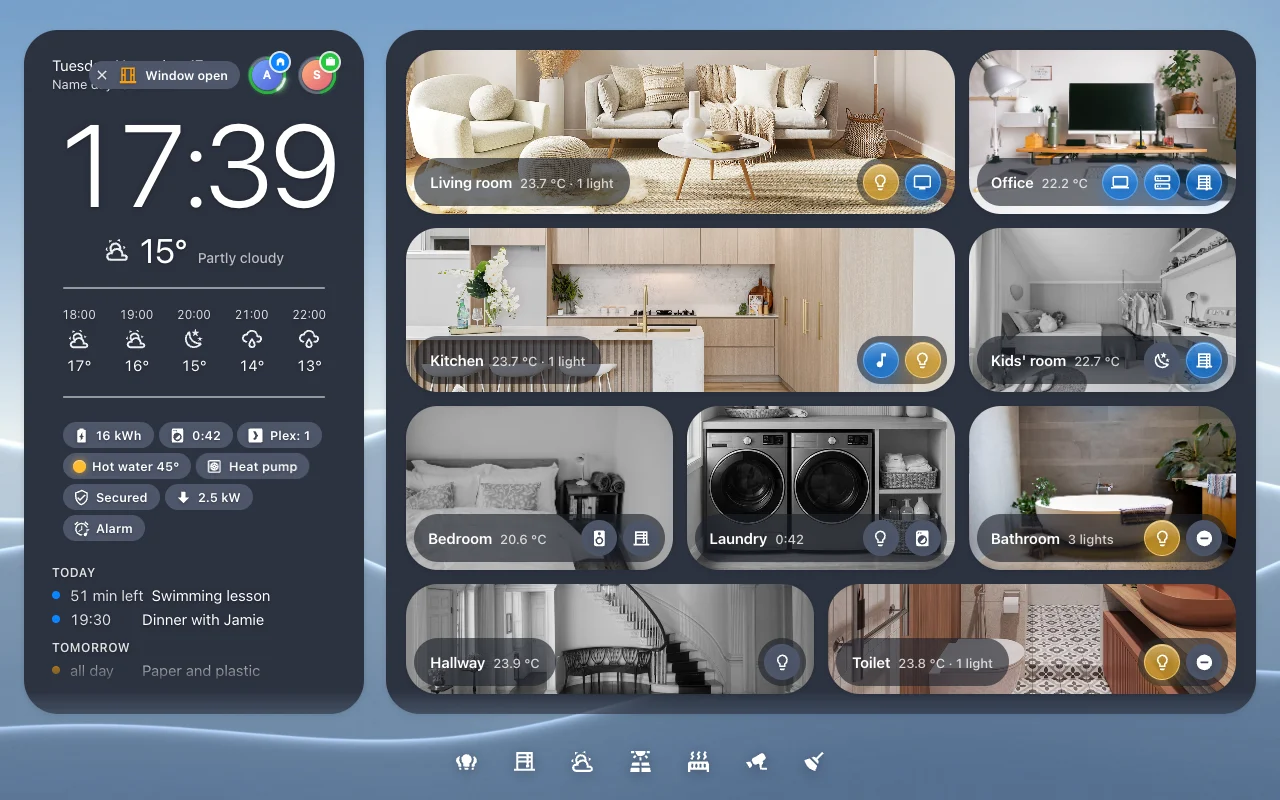 Window open
A
S
17:39
15° Partly cloudy
18:00 19:00 20:00 21:00 22:00
17° 16° 15° 14° 13°
16 kWh 0:42 Plex: 1
Hot water 45° Heat pump
Secured 2.5 kW
Alarm
TODAY
51 min left Swimming lesson
19:30 Dinner with Jamie
TOMORROW
all day Paper and plastic
Living room 23.7 °C · 1 light
Office 22.2 °C
Kitchen 23.7 °C · 1 light
Kids' room 22.7 °C
Bedroom 20.6 °C
Laundry 0:42
Bathroom 3 lights
Hallway 23.9 °C
Toilet 23.8 °C · 1 light